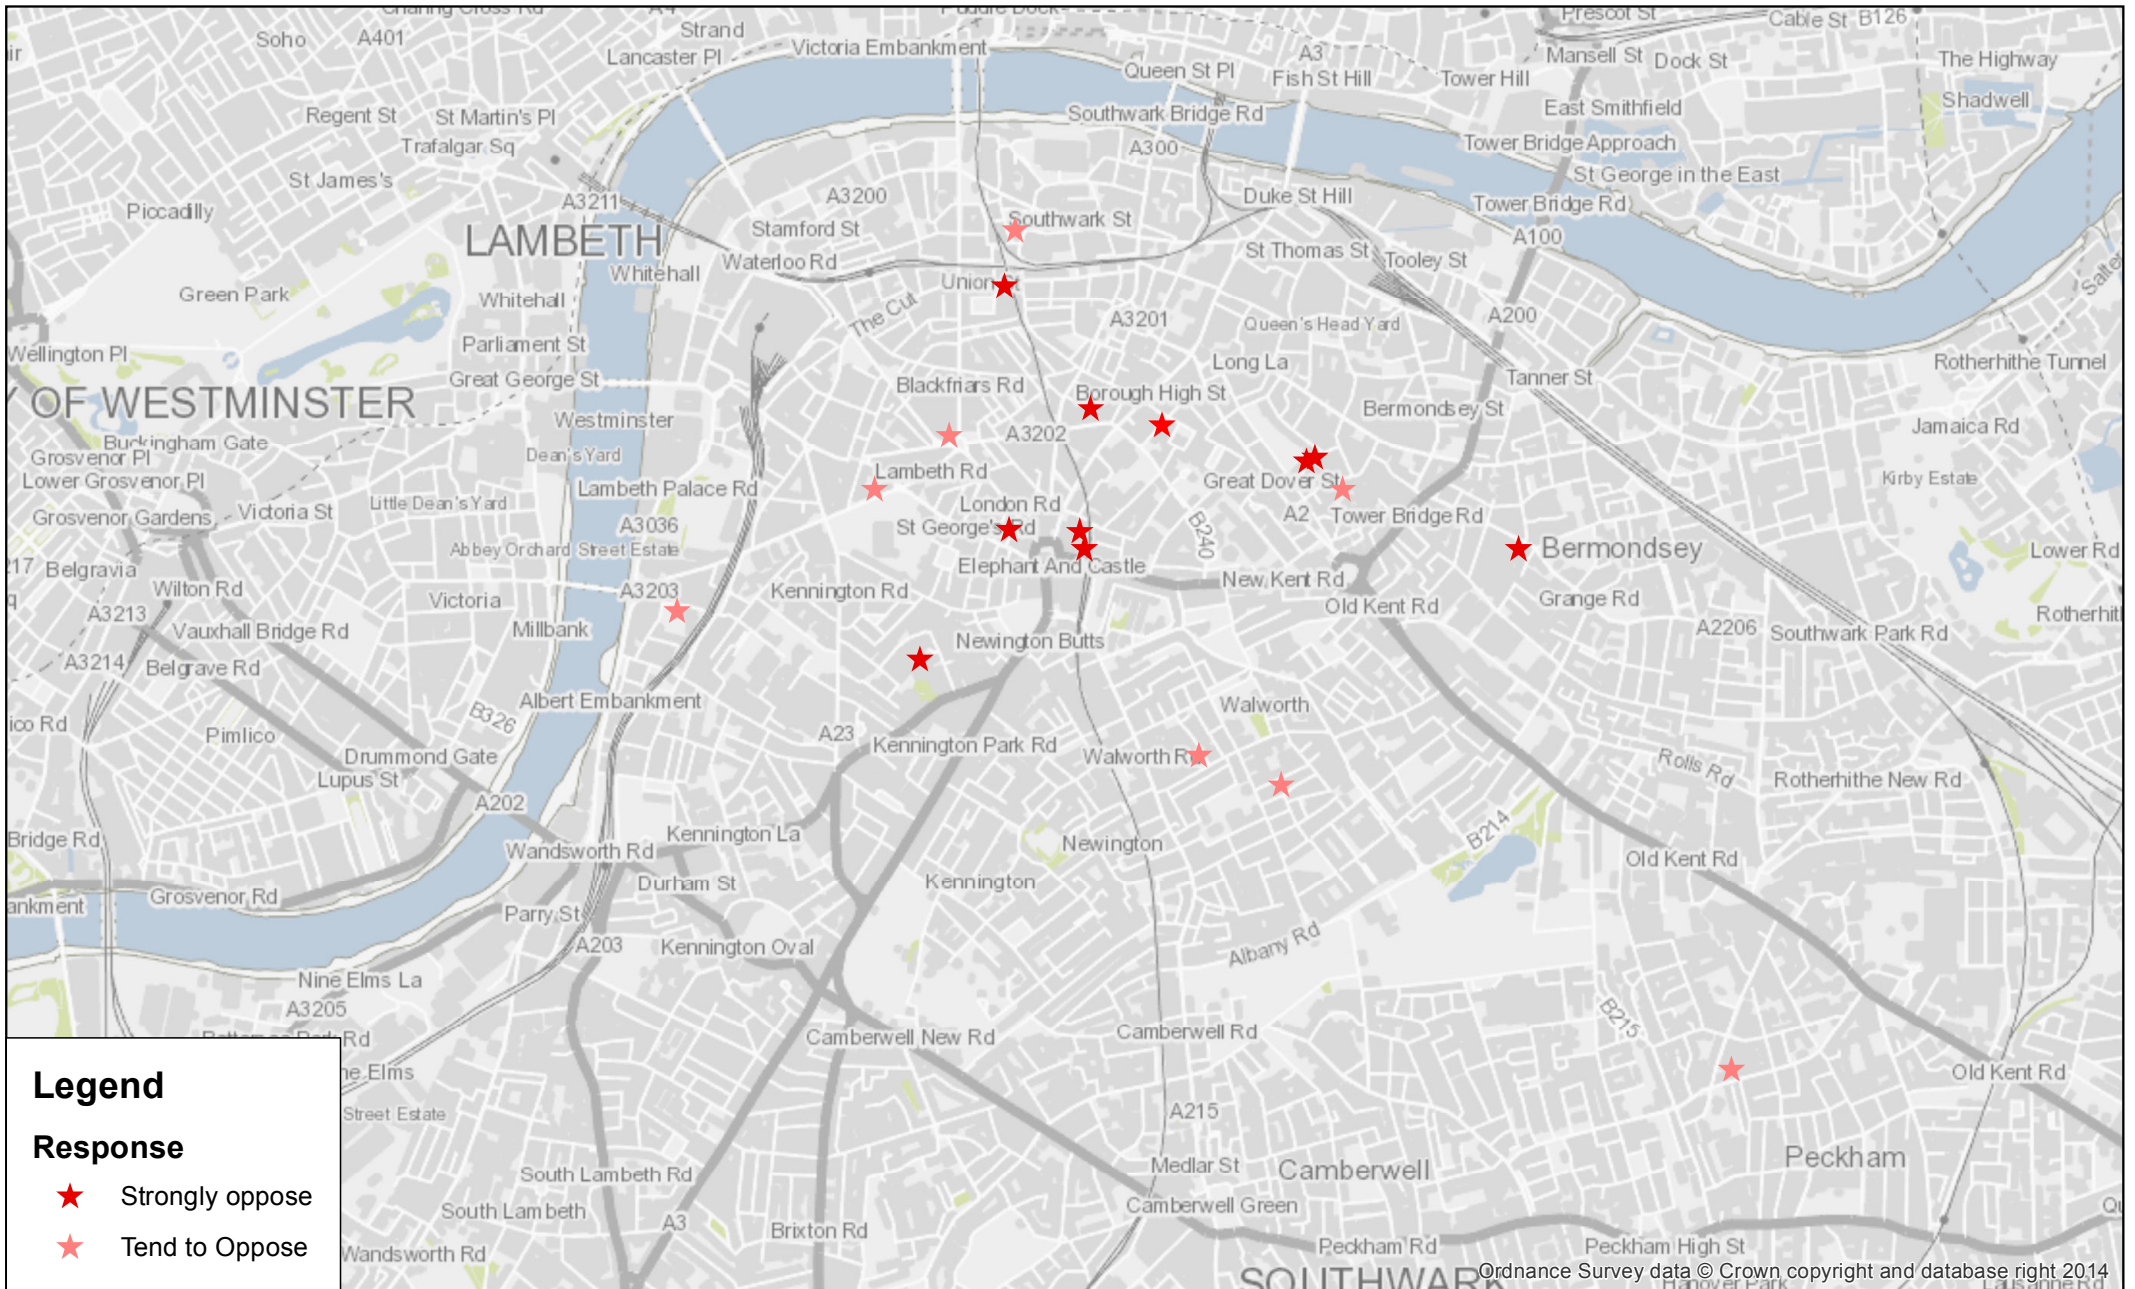 Strand
Soho
A401
Lancaster Pl
Victoria Embankment
Queen St Pl
A3
Fish St Hill
Tower Hill
Prescot St
Cable St
B126
Mansell St
Dock St
The Highway
Shadwell
East Smithfield
Regent St
St Martin's Pl
Trafalgar Sq
Southwark Bridge Rd
A300
Tower Bridge Approach
St George in the East
St James's
Piccadilly
A3211
A3200
Stamford St
Southwark St
Duke St Hill
Tower Bridge Rd
A100
LAMBETH
Whitehall
Waterloo Rd
St Thomas St
Tooley St
Green Park
Whitehall
Union St
The Cut
A3201
Queen's Head Yard
A200
Wellington Pl
Parliament St
Long La
Rotherhithe Tunnel
Great George St
Blackfriars Rd
Borough High St
Tanner St
Y OF WESTMINSTER
Westminster
Bermondsey St
Jamaica Rd
Buckingham Gate
Grosvenor Pl
Dean's Yard
A3202
Lower Grosvenor Pl
Lambeth Rd
Great Dover St
Kirby Estate
Lambeth Palace Rd
Little Dean's Yard
Grosvenor Gardens
Victoria St
London Rd
A2
Tower Bridge Rd
A3036
St George's Rd
B240
Abbey Orchard Street Estate
Bermondsey
Lower Rd
217
Belgravia
Elephant And Castle
New Kent Rd
Wilton Rd
A3203
Kennington Rd
Old Kent Rd
Grange Rd
Victoria
A3213
Vauxhall Bridge Rd
Millbank
Newington Butts
A2206
Southwark Park Rd
A3214
Belgrave Rd
Albert Embankment
Walworth
B326
Pimlico
A23
Kennington Park Rd
Walworth R
Drummond Gate
Lupus St
Rolls Rd
Rotherhithe New Rd
A202
Bridge Rd
Kennington La
Newington
B214
Wandsworth Rd
Old Kent Rd
Durham St
Kennington
Grosvenor Rd
ankment
Parry St
A203
Kennington Oval
Albany Rd
Nine Elms La
A3205
B215
Camberwell New Rd
Camberwell Rd
Old Kent Rd
ne Elms
Street Estate
A215
Medlar St
Camberwell
Peckham
South Lambeth Rd
South Lambeth
Camberwell Green
A3
Brixton Rd
Wandsworth Rd
Peckham Rd
Peckham High St
SOUTHWARK
Legend
Response
Strongly oppose
Tend to Oppose
Ordnance Survey data © Crown copyright and database right 2014